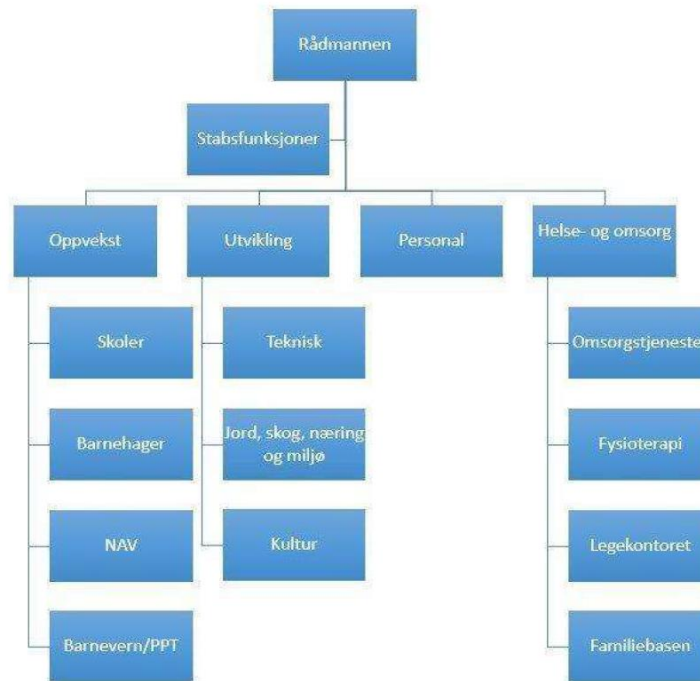 Rådmannen
Stabsfunksjoner
Oppvekst
Utvikling
Personal
Helse- og omsorg
Skoler
Teknisk
Omsorgstjeneste
Barnehager
Jord, skog, næring
og miljø
Fysioterapi
NAV
Kultur
Legekontoret
Barnevern/PPT
Familiebasen